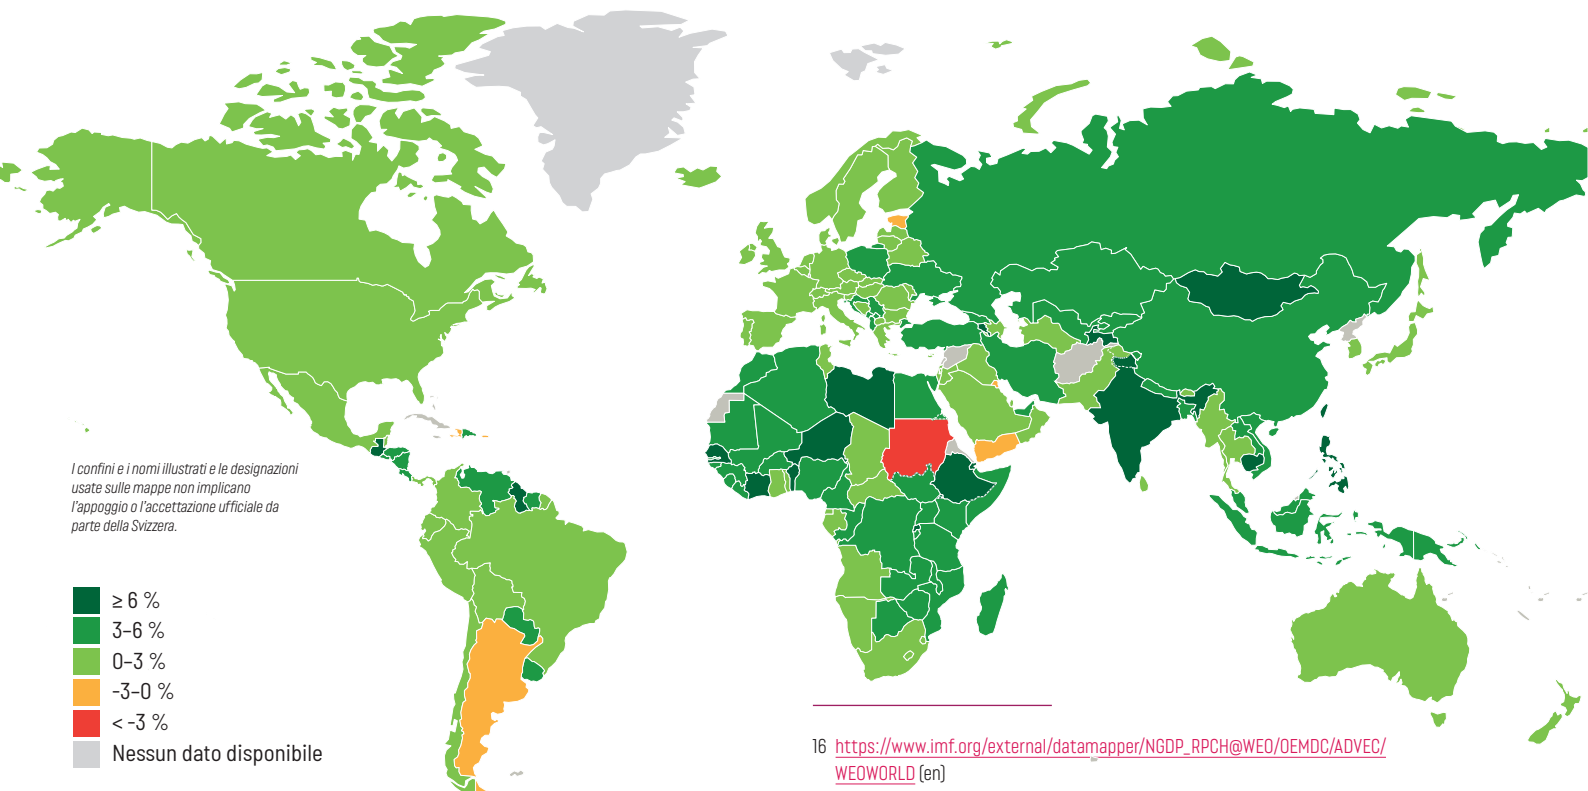 I confini e i nomi illustrati e le designazioni
usate sulle mappe non implicano
l'appoggio o l'accettazione ufficiale da
parte della Svizzera.
≥ 6 %
3–6 %
0–3 %
-3–0 %
< -3 %
Nessun dato disponibile
16 https://www.imf.org/external/datamapper/NGDP_RPCH@WEO/OEMDC/ADVEC/
WEOWORLD (en)